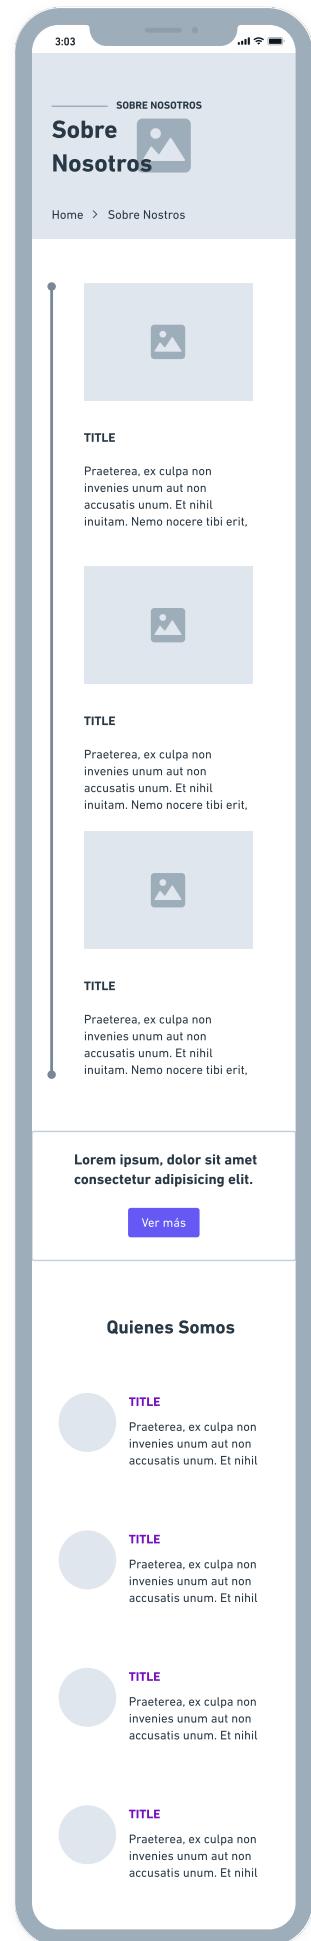 3:03
SOBRE NOSOTROS
Sobre
Nosotros
Home > Sobre Nostros
TITLE
Praeterea, ex culpa non
invenies unum aut non
accusatis unum. Et nihil
inuitam. Nemo nocere tibi erit,
TITLE
Praeterea, ex culpa non
invenies unum aut non
accusatis unum. Et nihil
inuitam. Nemo nocere tibi erit,
TITLE
Praeterea, ex culpa non
invenies unum aut non
accusatis unum. Et nihil
inuitam. Nemo nocere tibi erit,
Lorem ipsum, dolor sit amet
consectetur adipisicing elit.
Ver más
Quienes Somos
TITLE
Praeterea, ex culpa non
invenies unum aut non
accusatis unum. Et nihil
TITLE
Praeterea, ex culpa non
invenies unum aut non
accusatis unum. Et nihil
TITLE
Praeterea, ex culpa non
invenies unum aut non
accusatis unum. Et nihil
TITLE
Praeterea, ex culpa non
invenies unum aut non
accusatis unum. Et nihil